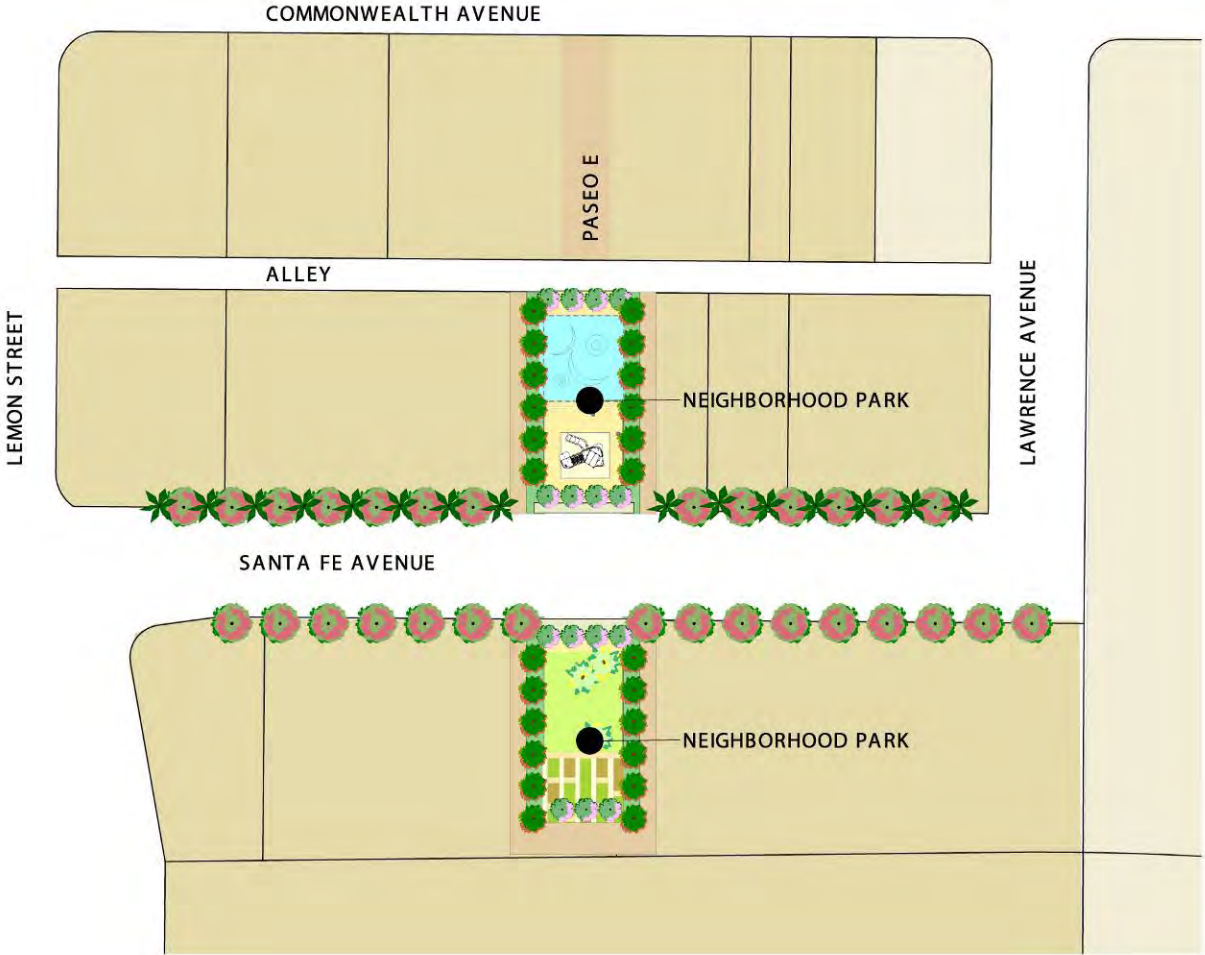 COMMONWEALTH AVENUE
PASEO E
ALLEY
LEMON STREET
LAWRENCE AVENUE
NEIGHBORHOOD PARK
SANTA FE AVENUE
NEIGHBORHOOD PARK